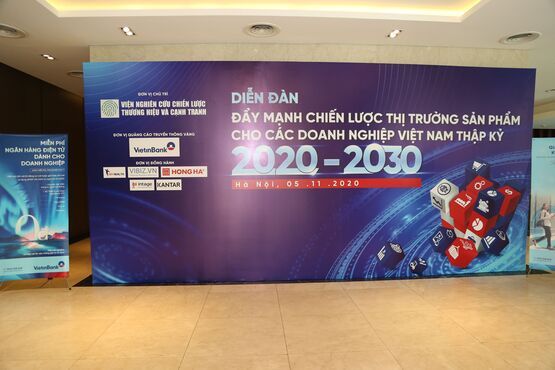 ĐƠN VỊ CHỦ TRÌ
VIỆN NGHIÊN CỨU CHIẾN LƯỢC
THƯƠNG HIỆU VÀ CẠNH TRANH
ĐƠN VỊ QUẢNG CÁO TRUYỀN THÔNG VÀNG
VietinBank
ĐƠN VỊ ĐỒNG HÀNH
VIBIZ.VN
HONG HA
intage
KANTAR
DIỄN ĐÀN
ĐẨY MẠNH CHIẾN LƯỢC THỊ TRƯỜNG SẢN PHẨM
CHO CÁC DOANH NGHIỆP VIỆT NAM THẬP KỶ
2020 - 2030
Hà Nội, 05.11.2020
MIỄN PHÍ
NGÂN HÀNG ĐIỆN TỬ
DÀNH CHO
DOANH NGHIỆP
VietinBank